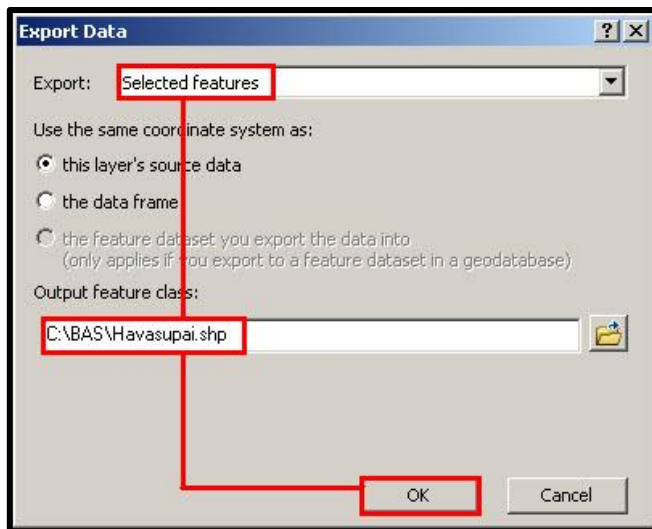 Export Data
Export: Selected features
Use the same coordinate system as:
this layer's source data
the data frame
the feature dataset you export the data into
(only applies if you export to a feature dataset in a geodatabase)
Output feature class:
C:\BAS\Havasupai.shp
OK Cancel